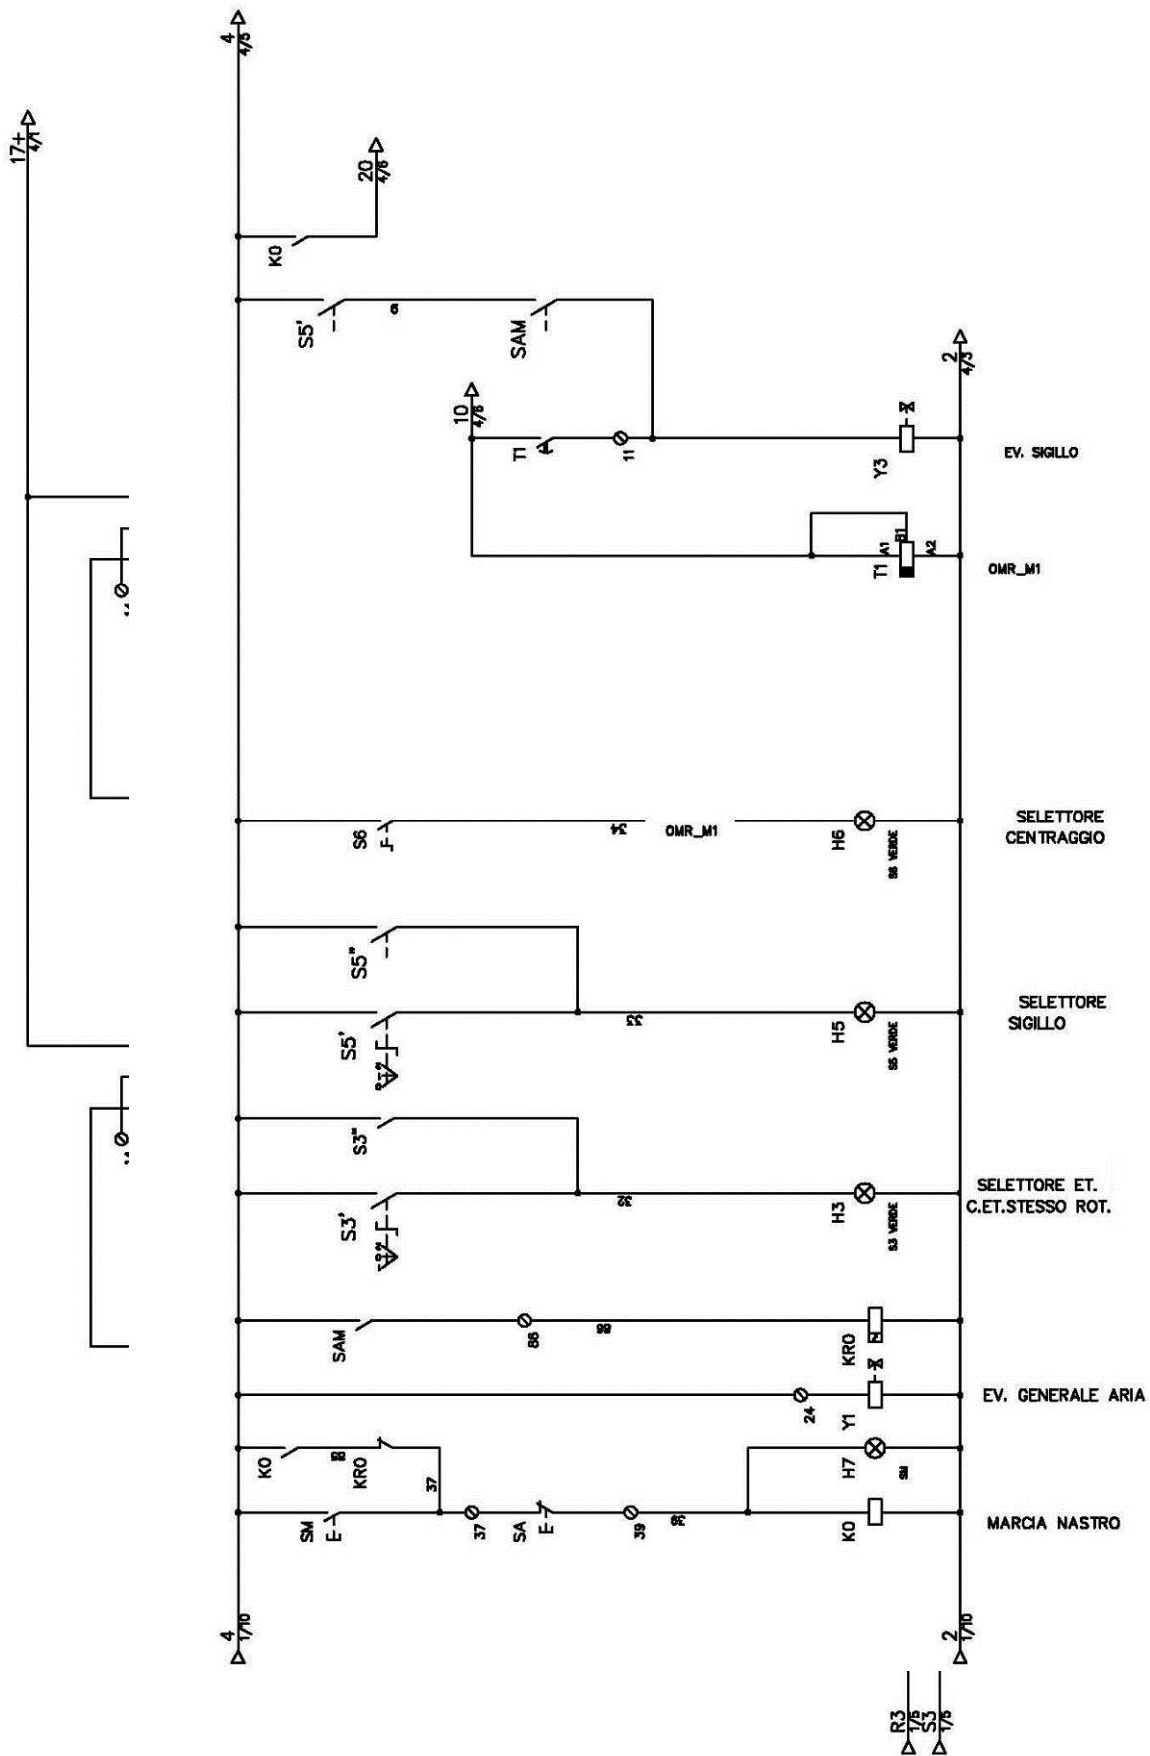 4
4/5
17+
4/1
20
4/6
K0
S5'
6
SAM
10
4/6
2
4/3
T1
11
Y3
EV. SIGILLO
A1
B1
A2
T1
OMR_M1
S6
34
OMR_M1
H6
S6 VERDE
SELETTORE
CENTRAGGIO
S5"
S5'
H5
S5 VERDE
SELETTORE
SIGILLO
S3"
S3'
32
H3
S3 VERDE
SELETTORE ET.
C.ET.STESSO ROT.
SAM
86
KR0
24
Y1
EV. GENERALE ARIA
K0
KR0
37
H7
SM
SM
37
SA
39
K0
MARCIA NASTRO
4
1/10
2
1/10
R3
1/5
S3
1/5